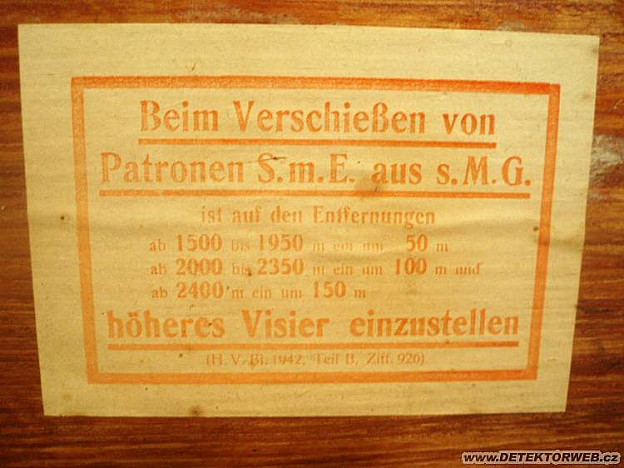 Beim Verschießen von
Patronen S.m.E. aus s.M.G.
ist auf den Entfernungen
ab 1500 bis 1950 m ein um 50 m
ab 2000 bis 2350 m ein um 100 m und
ab 2400 m ein um 150 m
höheres Visier einzustellen
(H.V.Bl. 1942, Teil B, Ziff. 926)
www.DETEKTORWEB.cz